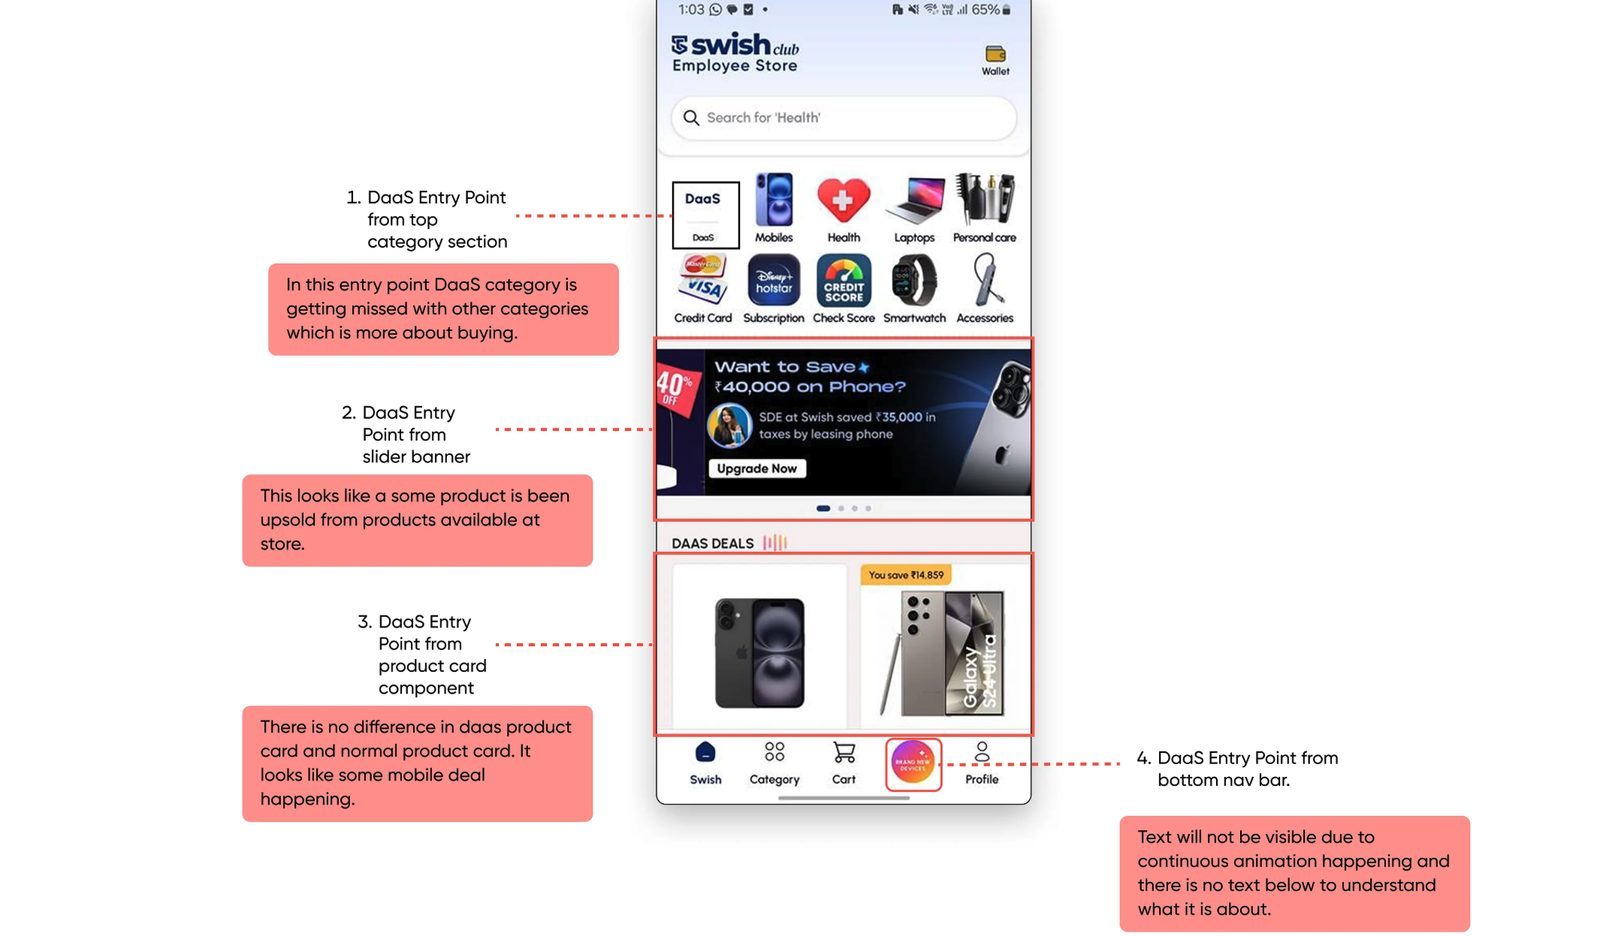 1:03
65%
swish club
Employee Store
Wallet
Search for 'Health'
1. DaaS Entry Point
from top
category section
In this entry point DaaS category is
getting missed with other categories
which is more about buying.
DaaS
DaaS
Mobiles
Health
Laptops
Personal care
MasterCard
VISA
Disney+
hotstar
CREDIT
SCORE
Credit Card
Subscription
Check Score
Smartwatch
Accessories
2. DaaS Entry
Point from
slider banner
This looks like a some product is been
upsold from products available at
store.
40%
OFF
Want to Save
₹40,000 on Phone?
SDE at Swish saved ₹35,000 in
taxes by leasing phone
Upgrade Now
DAAS DEALS
3. DaaS Entry
Point from
product card
component
There is no difference in daas product
card and normal product card. It
looks like some mobile deal
happening.
You save ₹14,859
Galaxy
S24 Ultra
Swish
Category
Cart
BRAND NEW
DEVICES
Profile
4. DaaS Entry Point from
bottom nav bar.
Text will not be visible due to
continuous animation happening and
there is no text below to understand
what it is about.